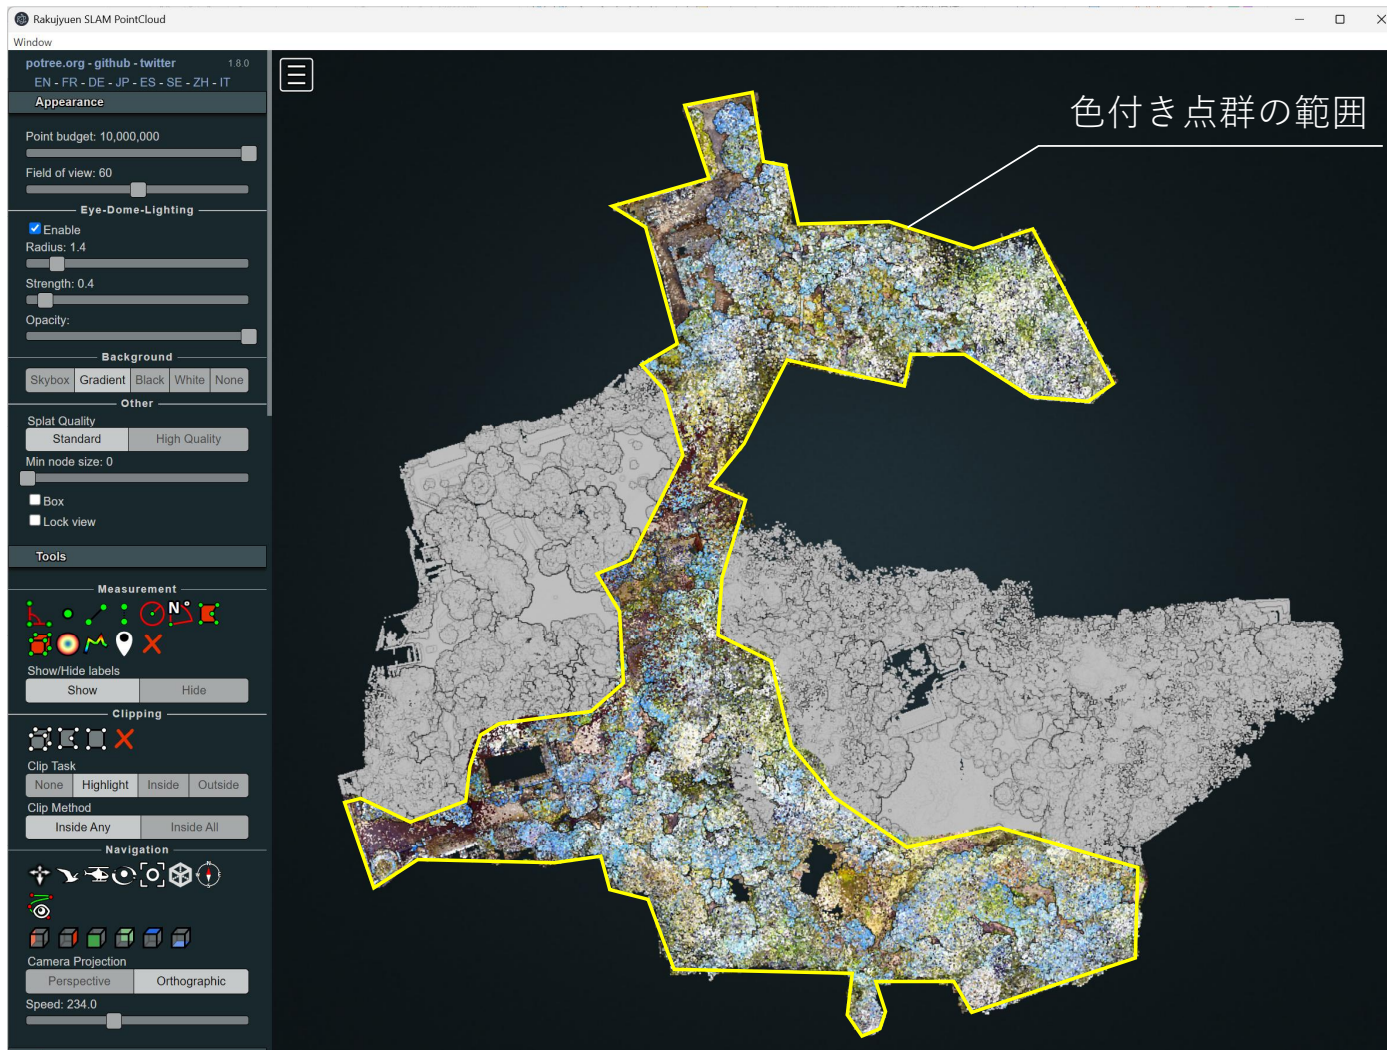 Rakujyuen SLAM PointCloud
Window
potree.org - github - twitter 1.8.0
EN - FR - DE - JP - ES - SE - ZH - IT
Appearance
Point budget: 10,000,000
Field of view: 60
Eye-Dome-Lighting
Enable
Radius: 1.4
Strength: 0.4
Opacity:
Background
Skybox Gradient Black White None
Other
Splat Quality
Standard High Quality
Min node size: 0
Box
Lock view
Tools
Measurement
N°
Show/Hide labels
Show Hide
Clipping
Clip Task
None Highlight Inside Outside
Clip Method
Inside Any Inside All
Navigation
Camera Projection
Perspective Orthographic
Speed: 234.0
色付き点群の範囲